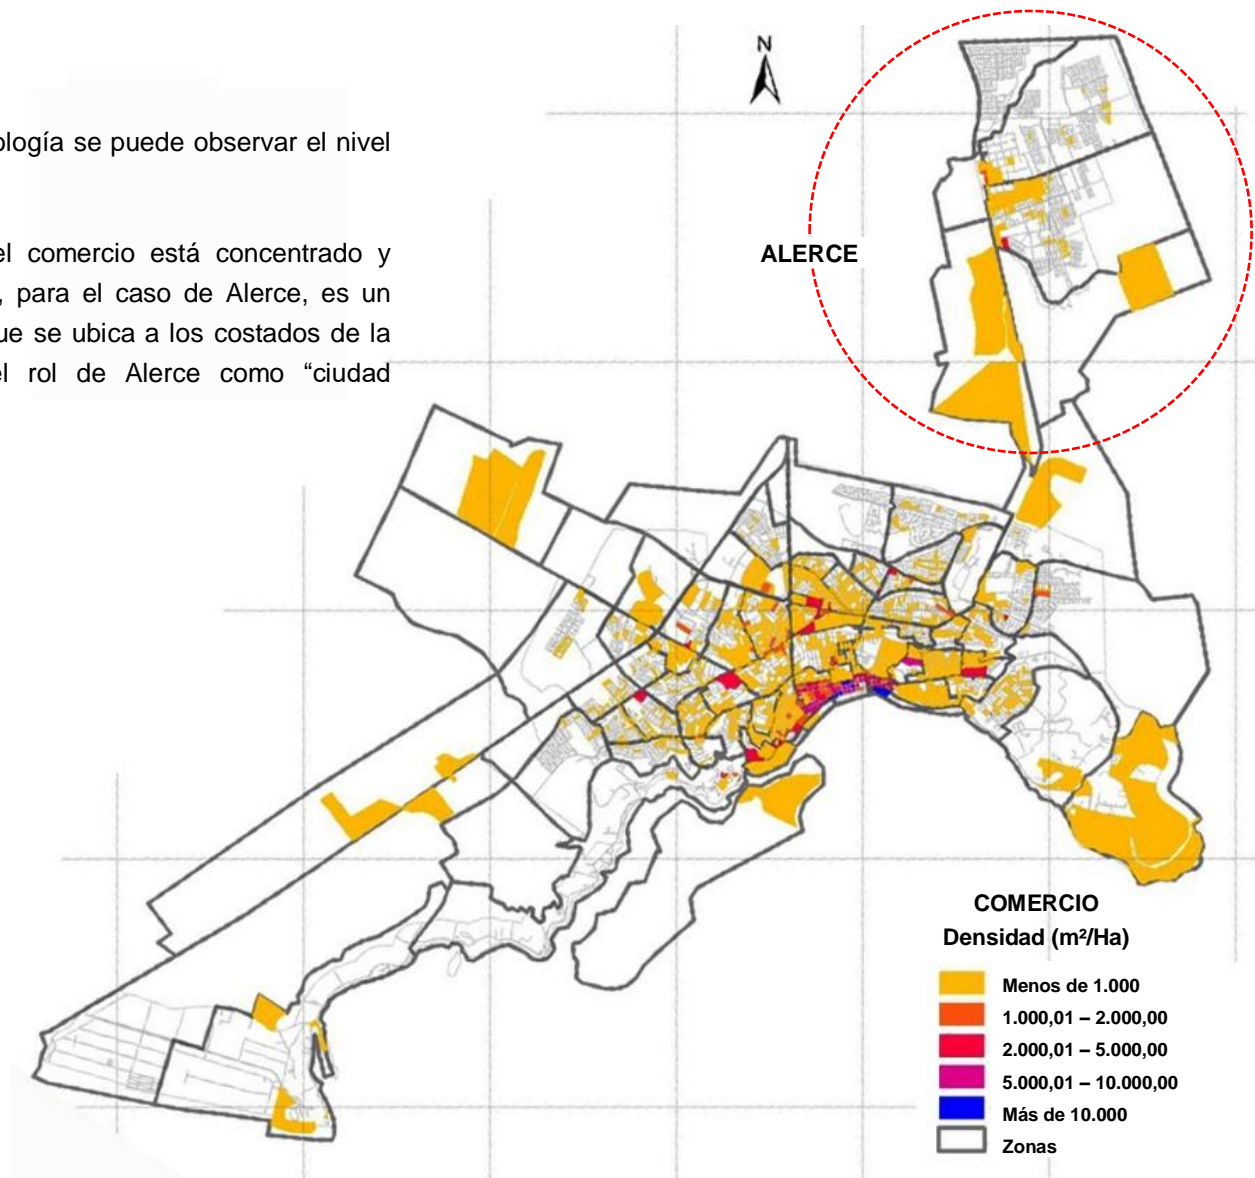 ología se puede observar el nivel
el comercio está concentrado y
, para el caso de Alerce, es un
ue se ubica a los costados de la
el rol de Alerce como “ciudad
N
ALERCE
COMERCIO
Densidad (m²/Ha)
Menos de 1.000
1.000,01 – 2.000,00
2.000,01 – 5.000,00
5.000,01 – 10.000,00
Más de 10.000
Zonas